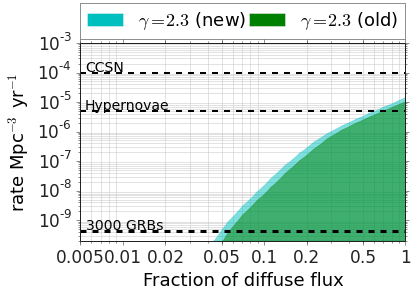 γ=2.3 (new) γ=2.3 (old)
10⁻³
CCSN
10⁻⁴
Hypernovae
10⁻⁵
10⁻⁶
10⁻⁷
10⁻⁸
10⁻⁹
3000 GRBs
rate Mpc⁻³ yr⁻¹
0.005 0.01 0.02 0.05 0.1 0.2 0.5 1
Fraction of diffuse flux